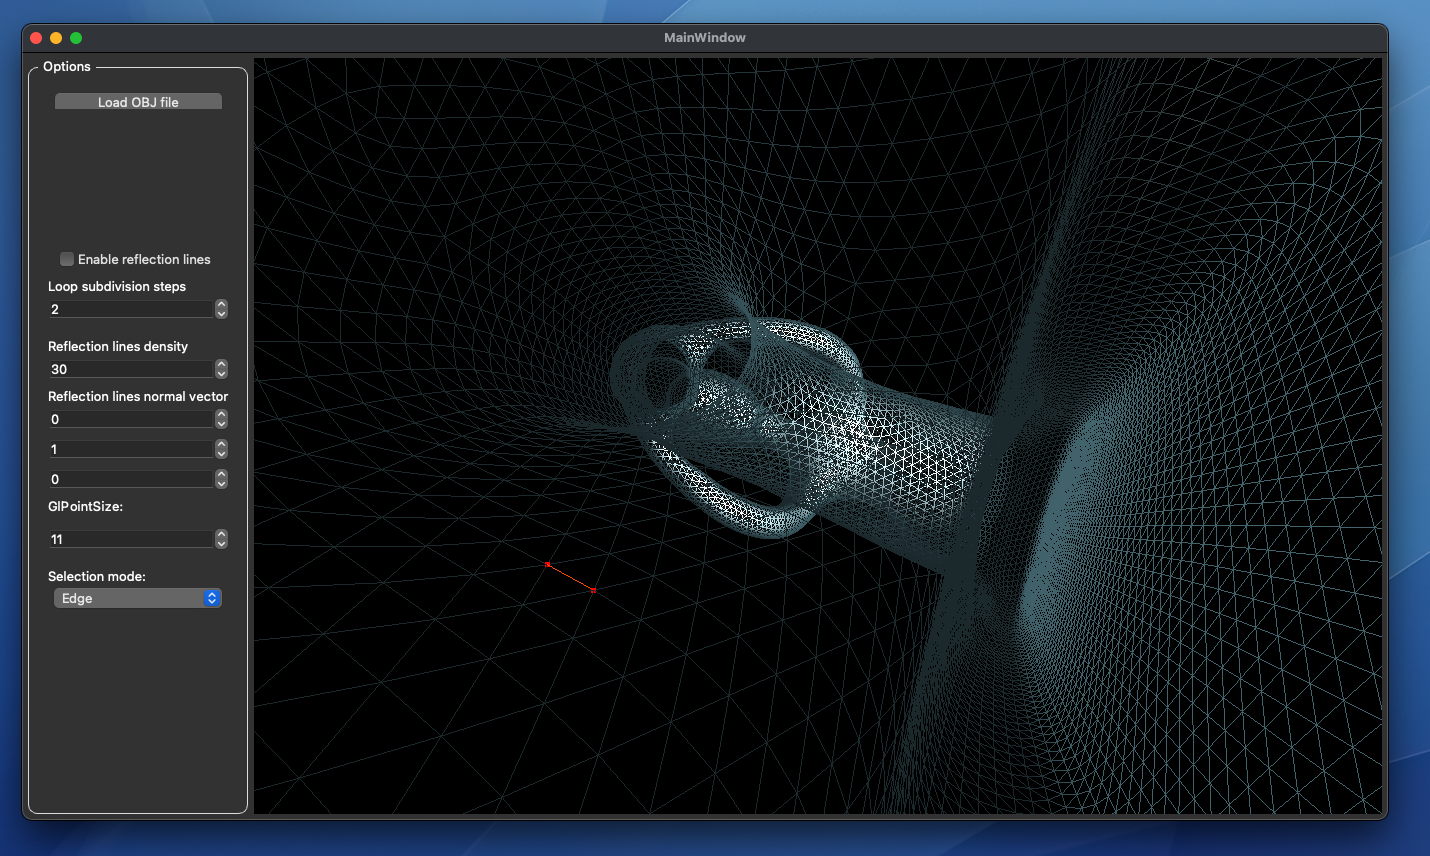 MainWindow
Options
Load OBJ file
Enable reflection lines
Loop subdivision steps
2
Reflection lines density
30
Reflection lines normal vector
0
1
0
GlPointSize:
11
Selection mode:
Edge